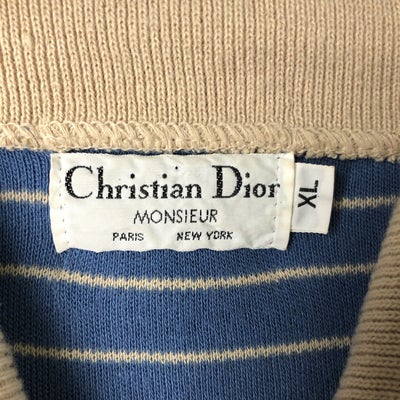 Christian Dior
MONSIEUR
PARIS NEW YORK
XL